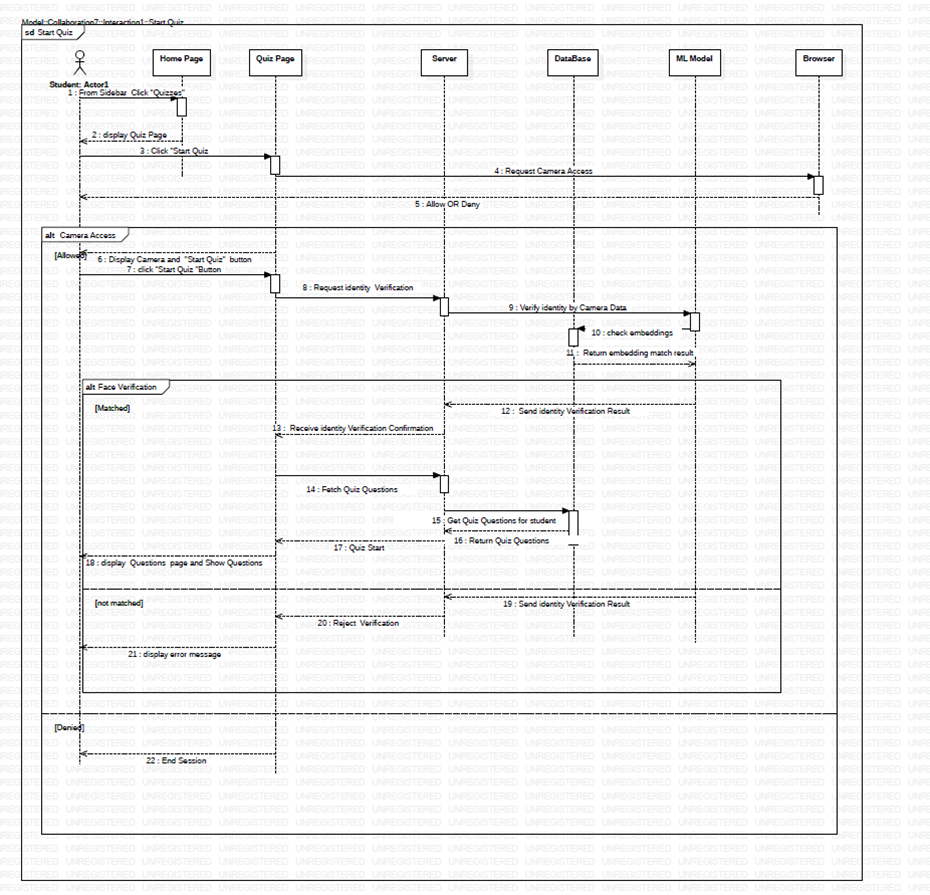 Model::Collaboration7::Interaction1::Start Quiz
sd Start Quiz
Home Page
Quiz Page
Server
DataBase
ML Model
Browser
Student: Actor1
1 : From Sidebar Click "Quizzes"
2 : display Quiz Page
3 : Click "Start Quiz
4 : Request Camera Access
5 : Allow OR Deny
alt Camera Access
[Allowed]
6 : Display Camera and "Start Quiz" button
7 : click "Start Quiz "Button
8 : Request identity Verification
9 : Verify identity by Camera Data
10 : check embeddings
11 : Return embedding match result
alt Face Verification
[Matched]
12 : Send identity Verification Result
13 : Receive identity Verification Confirmation
14 : Fetch Quiz Questions
15 : Get Quiz Questions for student
16 : Return Quiz Questions
17 : Quiz Start
18 : display Questions page and Show Questions
[not matched]
19 : Send identity Verification Result
20 : Reject Verification
21 : display error message
[Denied]
22 : End Session
UNREGISTERED